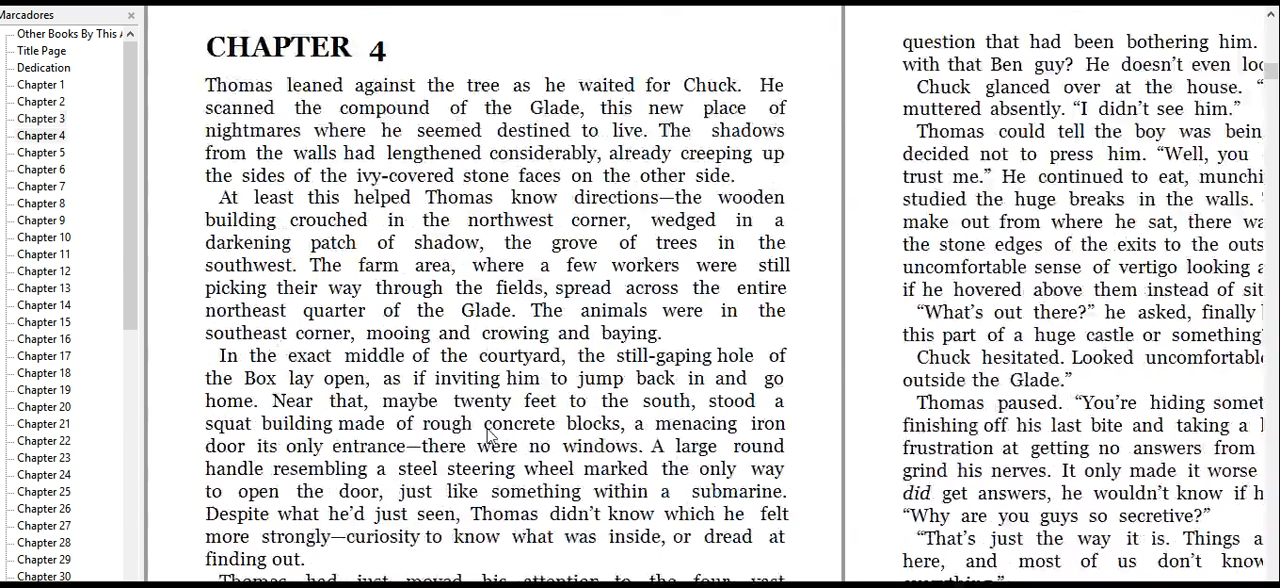 Marcadores
Other Books By This A
Title Page
Dedication
Chapter 1
Chapter 2
Chapter 3
Chapter 4
Chapter 5
Chapter 6
Chapter 7
Chapter 8
Chapter 9
Chapter 10
Chapter 11
Chapter 12
Chapter 13
Chapter 14
Chapter 15
Chapter 16
Chapter 17
Chapter 18
Chapter 19
Chapter 20
Chapter 21
Chapter 22
Chapter 23
Chapter 24
Chapter 25
Chapter 26
Chapter 27
Chapter 28
Chapter 29
Chapter 30
CHAPTER 4
Thomas leaned against the tree as he waited for Chuck. He
scanned the compound of the Glade, this new place of
nightmares where he seemed destined to live. The shadows
from the walls had lengthened considerably, already creeping up
the sides of the ivy-covered stone faces on the other side.
At least this helped Thomas know directions—the wooden
building crouched in the northwest corner, wedged in a
darkening patch of shadow, the grove of trees in the
southwest. The farm area, where a few workers were still
picking their way through the fields, spread across the entire
northeast quarter of the Glade. The animals were in the
southeast corner, mooing and crowing and baying.
In the exact middle of the courtyard, the still-gaping hole of
the Box lay open, as if inviting him to jump back in and go
home. Near that, maybe twenty feet to the south, stood a
squat building made of rough concrete blocks, a menacing iron
door its only entrance—there were no windows. A large round
handle resembling a steel steering wheel marked the only way
to open the door, just like something within a submarine.
Despite what he’d just seen, Thomas didn’t know which he felt
more strongly—curiosity to know what was inside, or dread at
finding out.
Thomas had just moved his attention to the four vast
question that had been bothering him.
with that Ben guy? He doesn’t even loo
Chuck glanced over at the house. “
muttered absently. “I didn’t see him.”
Thomas could tell the boy was bein
decided not to press him. “Well, you
trust me.” He continued to eat, munchi
studied the huge breaks in the walls.
make out from where he sat, there wa
the stone edges of the exits to the outs
uncomfortable sense of vertigo looking a
if he hovered above them instead of sit
“What’s out there?” he asked, finally
this part of a huge castle or something
Chuck hesitated. Looked uncomfortable
outside the Glade.”
Thomas paused. “You’re hiding somet
finishing off his last bite and taking a l
frustration at getting no answers from
grind his nerves. It only made it worse
did get answers, he wouldn’t know if h
“Why are you guys so secretive?”
“That’s just the way it is. Things a
here, and most of us don’t know
everything.”